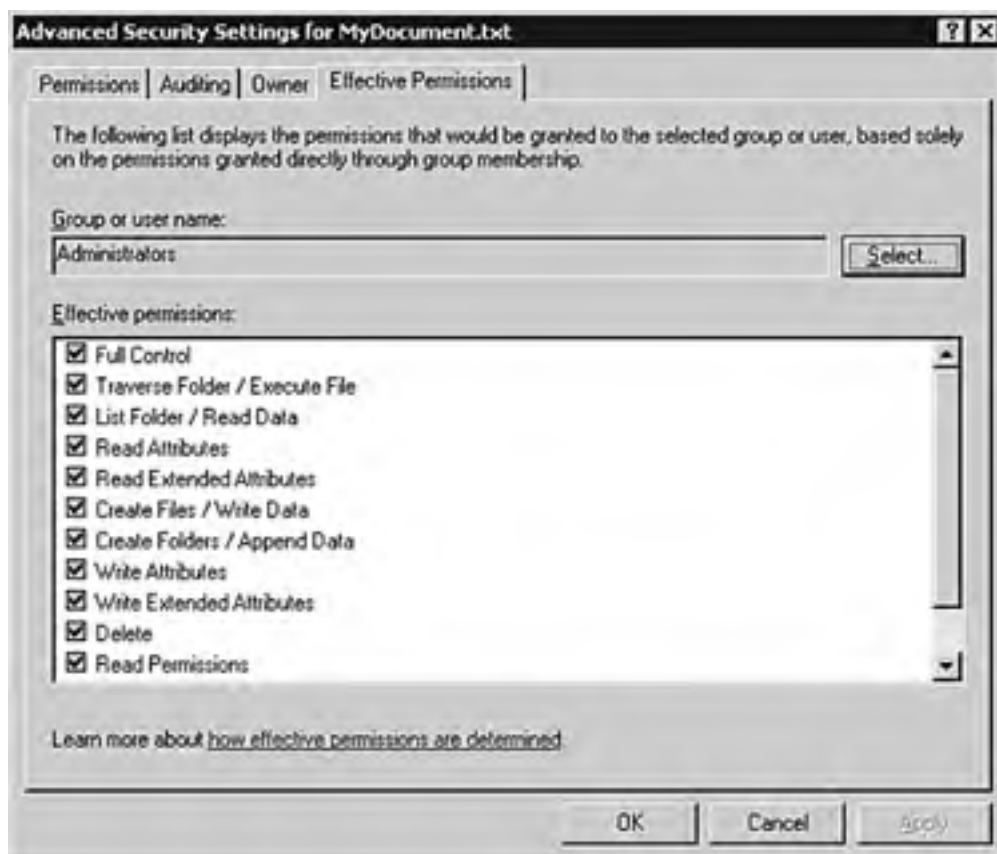 Advanced Security Settings for MyDocument.txt
Permissions
Auditing
Owner
Effective Permissions
The following list displays the permissions that would be granted to the selected group or user, based solely
on the permissions granted directly through group membership.
Group or user name:
Administrators
Select...
Effective permissions:
Full Control
Traverse Folder / Execute File
List Folder / Read Data
Read Attributes
Read Extended Attributes
Create Files / Write Data
Create Folders / Append Data
Write Attributes
Write Extended Attributes
Delete
Read Permissions
Learn more about how effective permissions are determined.
OK
Cancel
Apply